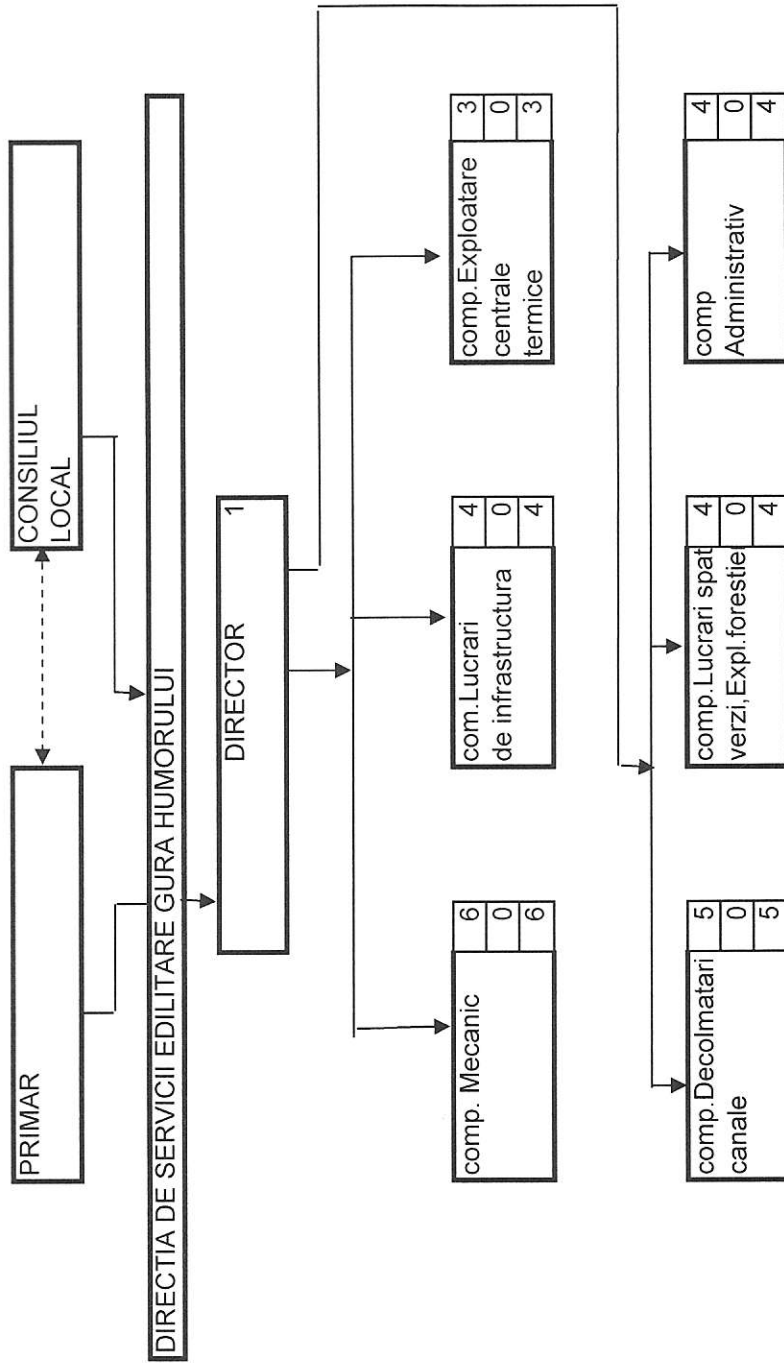 PRIMAR
CONSILIUL
LOCAL
DIRECTIA DE SERVICII EDILITARE GURA HUMORULUI
DIRECTOR
1
comp. Mecanic
6
0
6
com.Lucrari
de infrastructura
4
0
4
comp.Exploatare
centrale
termice
3
0
3
comp.Decolmatari
canale
5
0
5
comp.Lucrari spat
verzi,Expl.forestier
4
0
4
comp
Administrativ
4
0
4